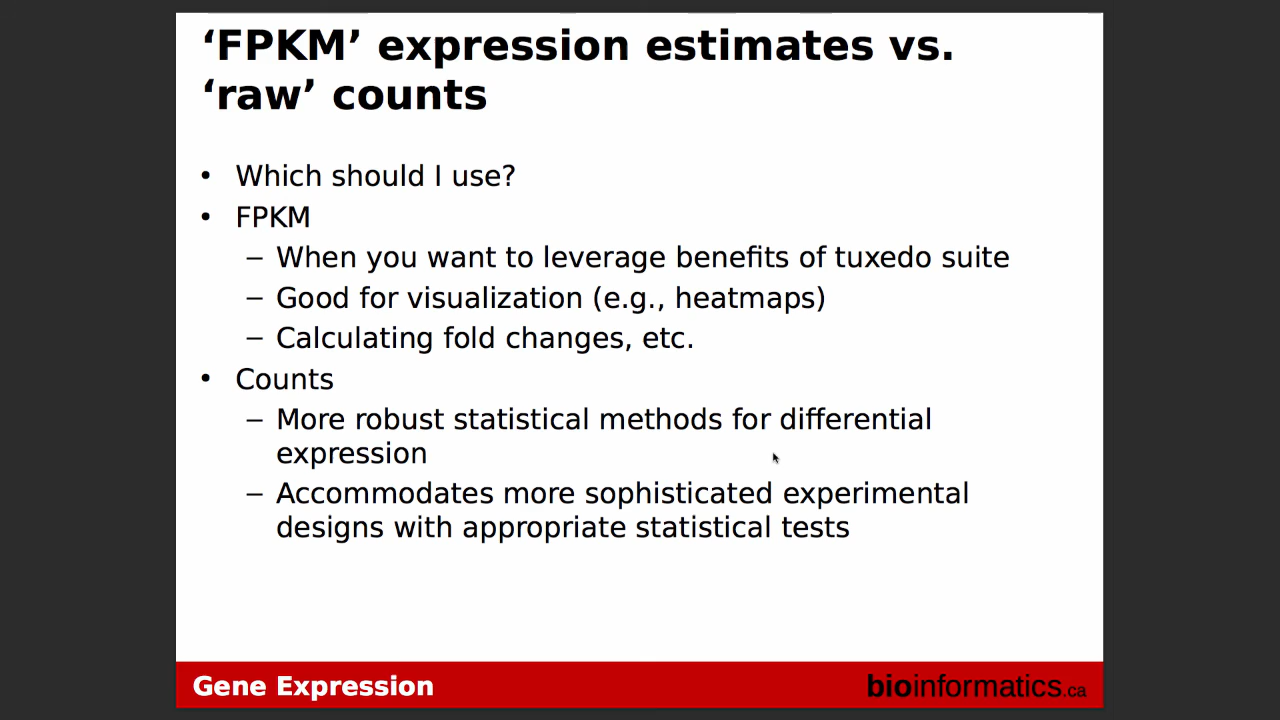 ‘FPKM’ expression estimates vs.
‘raw’ counts
• Which should I use?
• FPKM
– When you want to leverage benefits of tuxedo suite
– Good for visualization (e.g., heatmaps)
– Calculating fold changes, etc.
• Counts
– More robust statistical methods for differential
expression
– Accommodates more sophisticated experimental
designs with appropriate statistical tests
Gene Expression
bioinformatics.ca